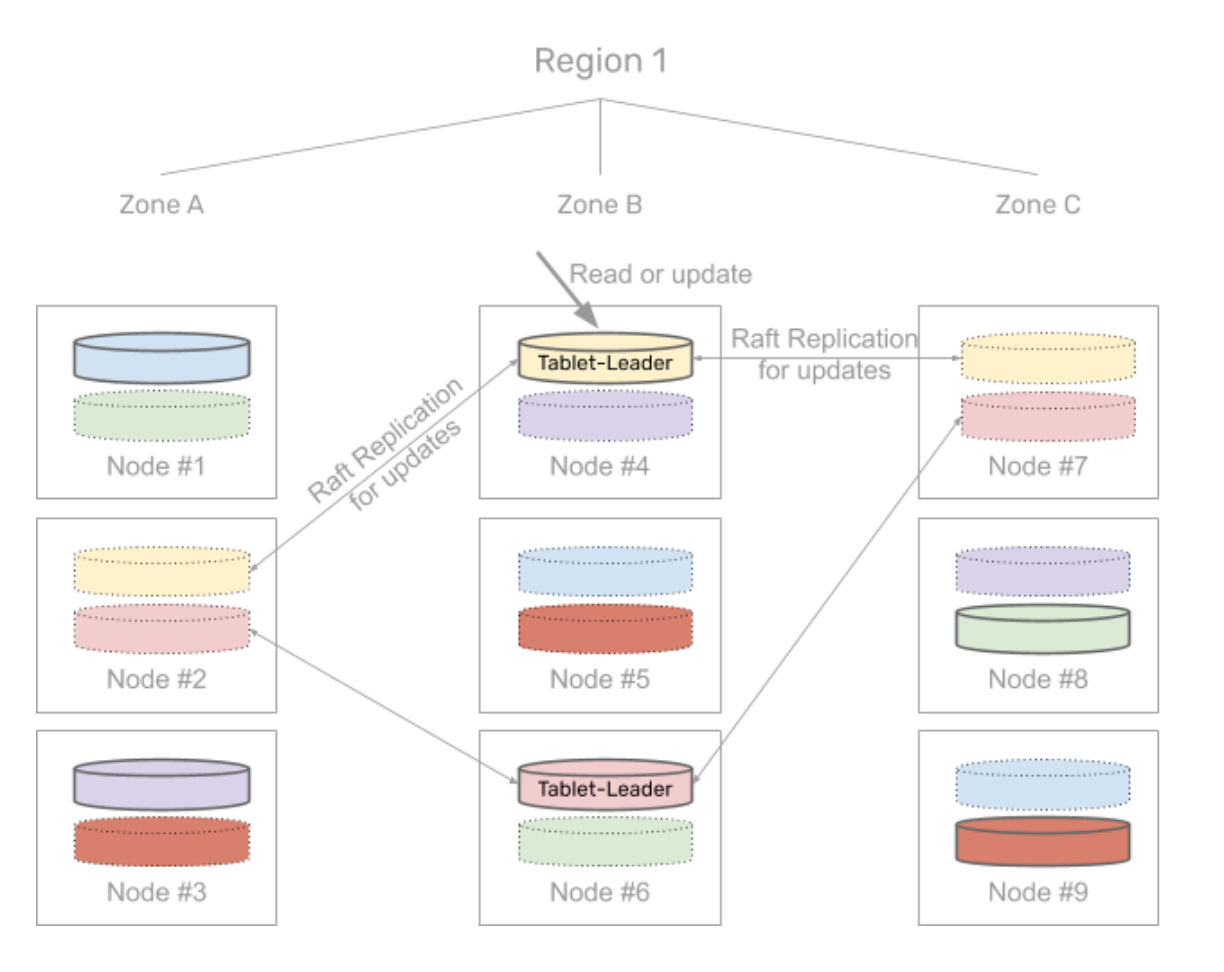 Region 1
Zone A
Zone B
Zone C
Read or update
Tablet-Leader
Raft Replication
for updates
Raft Replication
for updates
Node #1
Node #4
Node #7
Node #2
Node #5
Node #8
Tablet-Leader
Node #3
Node #6
Node #9